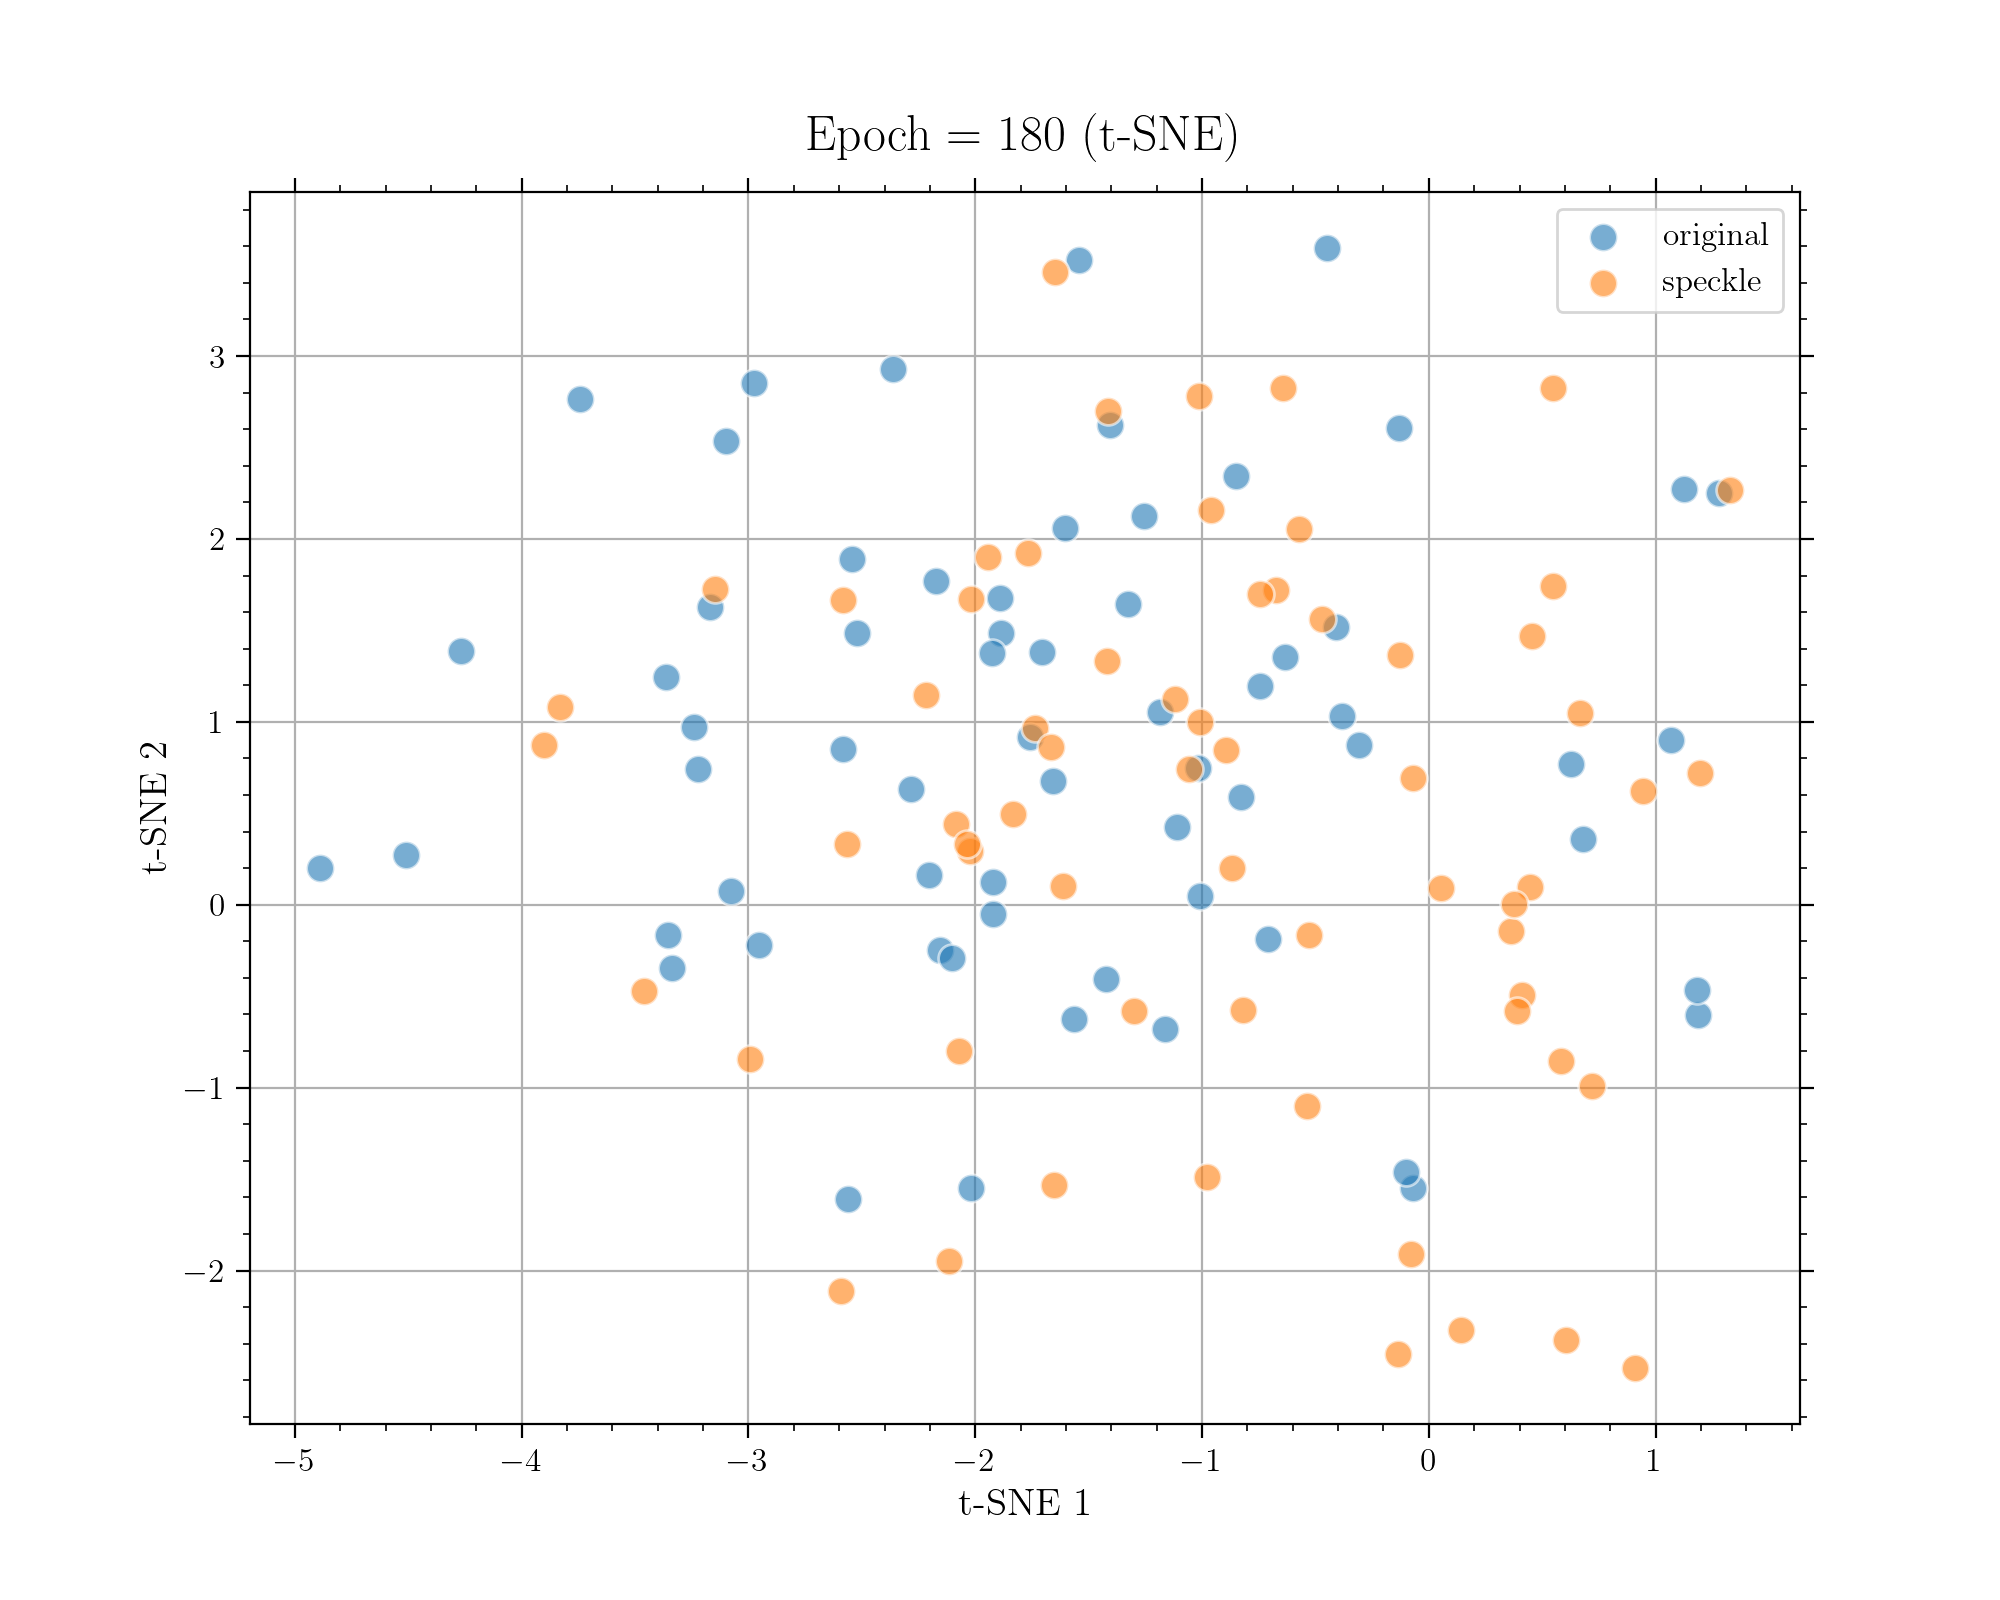 Epoch = 180 (t-SNE)
original
speckle
3
2
1
0
−1
−2
t-SNE 2
−5
−4
−3
−2
−1
0
1
t-SNE 1